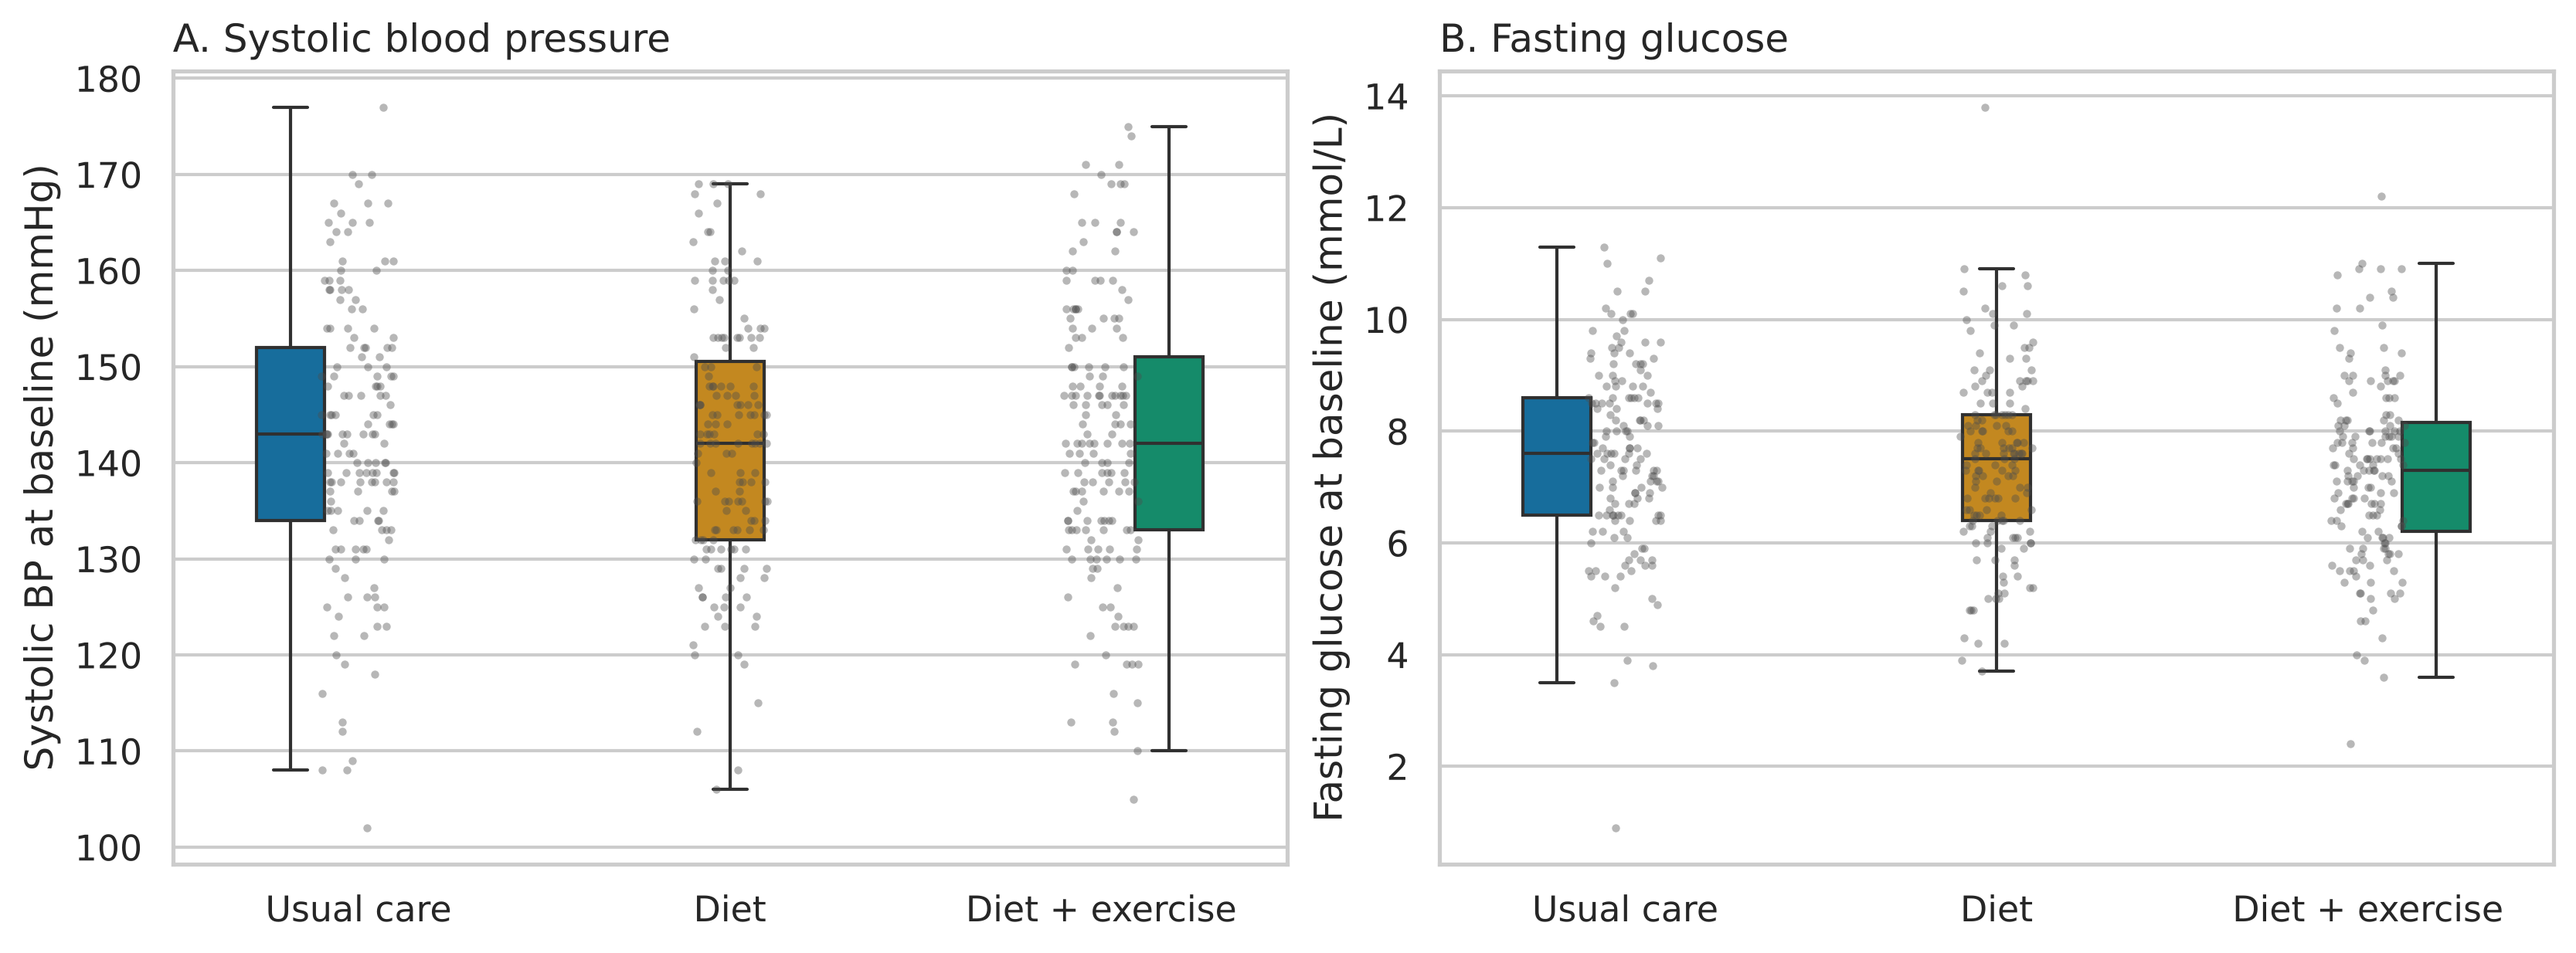 A. Systolic blood pressure
Systolic BP at baseline (mmHg)
180
170
160
150
140
130
120
110
100
Usual care
Diet
Diet + exercise
B. Fasting glucose
Fasting glucose at baseline (mmol/L)
14
12
10
8
6
4
2
Usual care
Diet
Diet + exercise